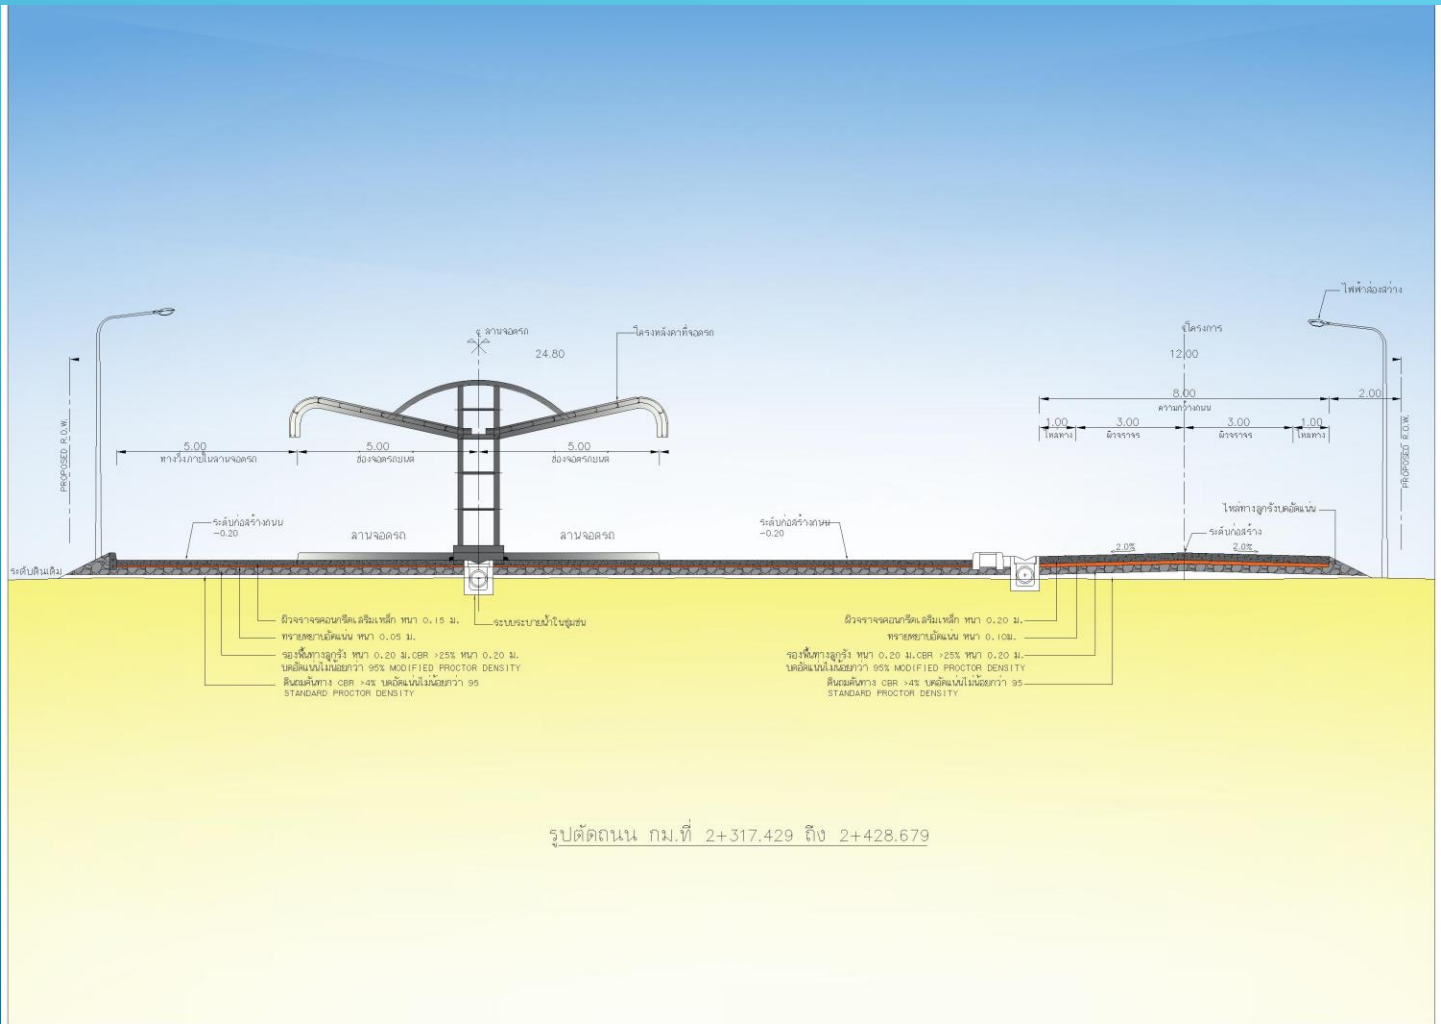 ไฟฟ้าส่องสว่าง
ลานจอดรถ
โครงหลังคาที่จอดรถ
24.80
โครงการ
12.00
8.00
2.00
ความกว้างถนน
1.00
3.00
3.00
1.00
ไหล่ทาง
ผิวจราจร
ผิวจราจร
ไหล่ทาง
PROPOSED R.O.W.
PROPOSED R.O.W.
5.00
5.00
5.00
ทางวิ่งภายในลานจอดรถ
ช่องจอดรถยนต์
ช่องจอดรถยนต์
ระดับก่อสร้างถนน
-0.20
ลานจอดรถ
ลานจอดรถ
ระดับก่อสร้างถนน
-0.20
ไหล่ทางลูกรังบดอัดแน่น
ระดับก่อสร้าง
2.0%
2.0%
ระดับดินเดิม
ผิวจราจรคอนกรีตเสริมเหล็ก หนา 0.15 ม.
ทรายหยาบอัดแน่น หนา 0.05 ม.
รองพื้นทางลูกรัง หนา 0.20 ม.CBR >25% หนา 0.20 ม.
บดอัดแน่นไม่น้อยกว่า 95% MODIFIED PROCTOR DENSITY
ดินถมคันทาง CBR >4% บดอัดแน่นไม่น้อยกว่า 95
STANDARD PROCTOR DENSITY
ระบบระบายน้ำในชุมชน
ผิวจราจรคอนกรีตเสริมเหล็ก หนา 0.20 ม.
ทรายหยาบอัดแน่น หนา 0.10ม.
รองพื้นทางลูกรัง หนา 0.20 ม.CBR >25% หนา 0.20 ม.
บดอัดแน่นไม่น้อยกว่า 95% MODIFIED PROCTOR DENSITY
ดินถมคันทาง CBR >4% บดอัดแน่นไม่น้อยกว่า 95
STANDARD PROCTOR DENSITY
รูปตัดถนน กม.ที่ 2+317.429 ถึง 2+428.679